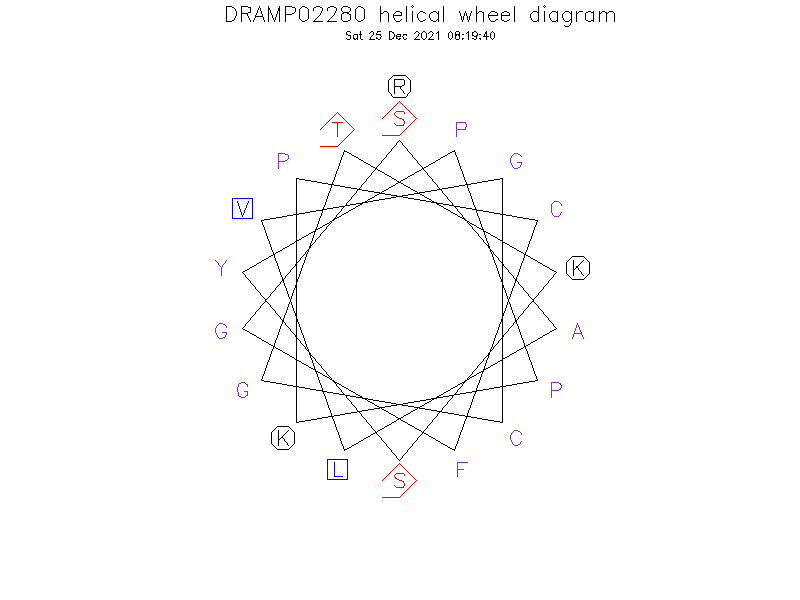 DRAMP02280 helical wheel diagram
Sat 25 Dec 2021 08:19:40
R
T S P
P G
V C
Y K
G A
G P
K C
L S F